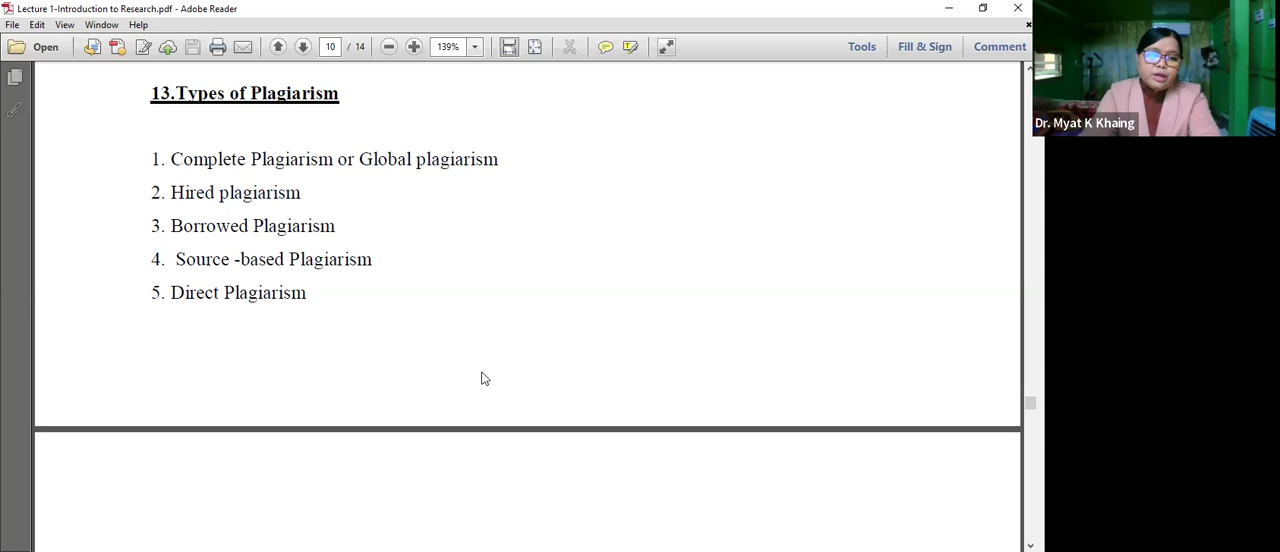 Lecture 1-Introduction to Research.pdf - Adobe Reader
File Edit View Window Help
Open 10 / 14 139% Tools Fill & Sign Comment
13.Types of Plagiarism
1. Complete Plagiarism or Global plagiarism
2. Hired plagiarism
3. Borrowed Plagiarism
4. Source -based Plagiarism
5. Direct Plagiarism
Dr. Myat K Khaing